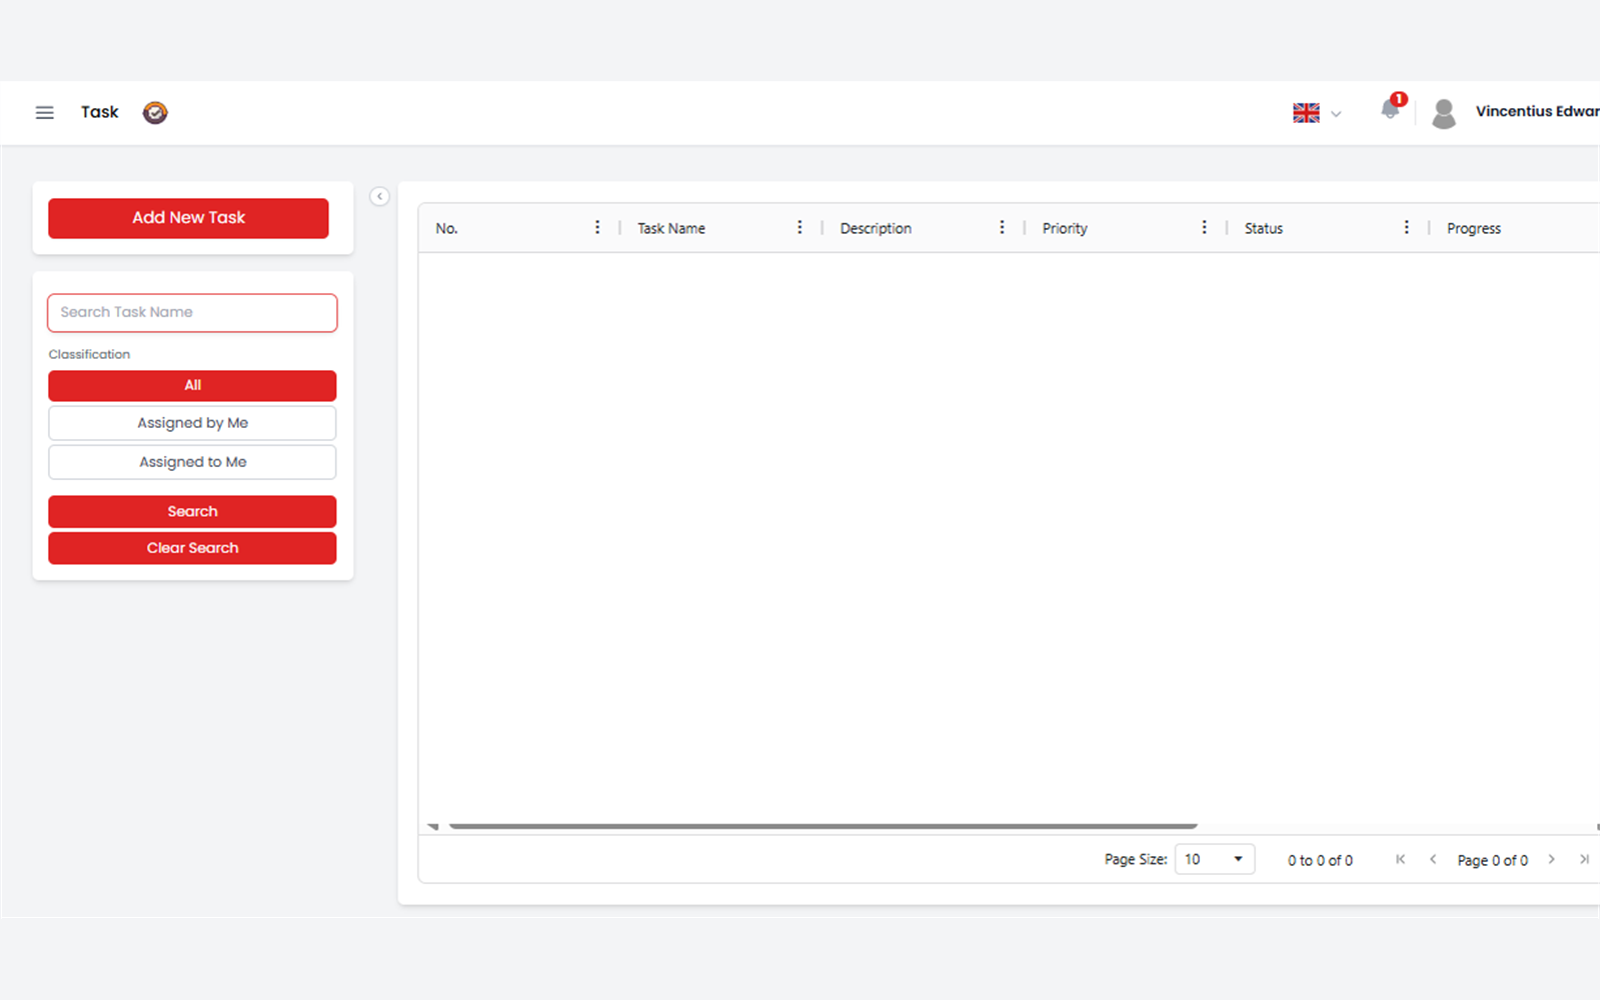 Task
1
Vincentius Edwar
Add New Task
Search Task Name
Classification
All
Assigned by Me
Assigned to Me
Search
Clear Search
No. Task Name Description Priority Status Progress
Page Size: 10 0 to 0 of 0 Page 0 of 0